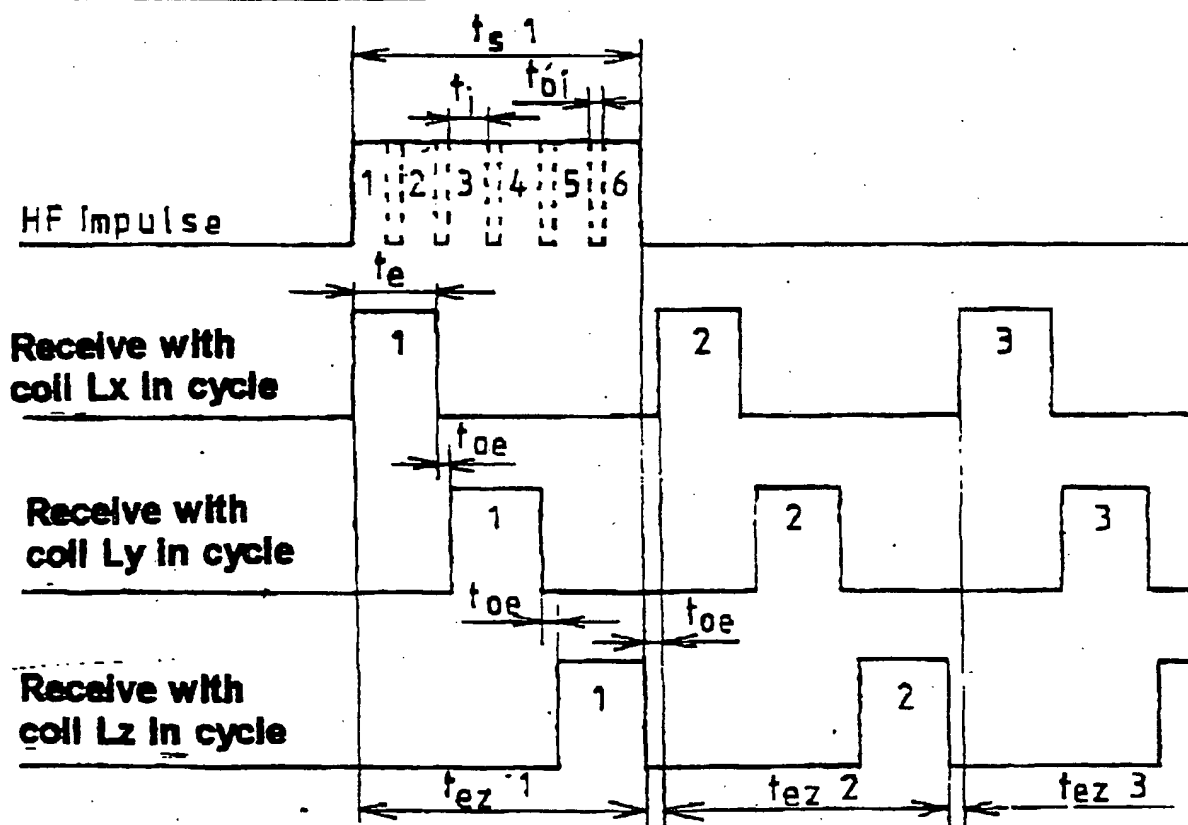 ts 1
tj tói
1 2 3 4 5 6
HF Impulse
te
Receive with
coil Lx in cycle
1 2 3
toe
Receive with
coil Ly in cycle
1 2 3
toe toe
Receive with
coil Lz in cycle
1 2
tez 1 tez 2 tez 3